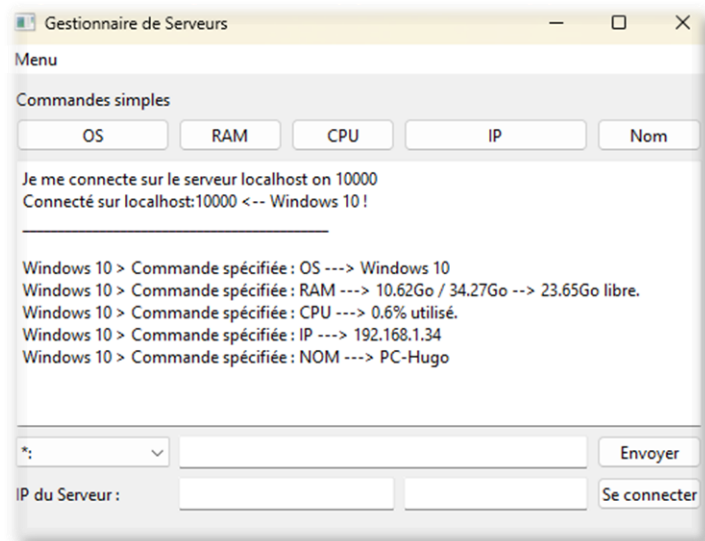 Gestionnaire de Serveurs
Menu
Commandes simples
OS RAM CPU IP Nom
Je me connecte sur le serveur localhost on 10000
Connecté sur localhost:10000 <-- Windows 10 !
___________________________________________
Windows 10 > Commande spécifiée : OS ---> Windows 10
Windows 10 > Commande spécifiée : RAM ---> 10.62Go / 34.27Go --> 23.65Go libre.
Windows 10 > Commande spécifiée : CPU ---> 0.6% utilisé.
Windows 10 > Commande spécifiée : IP ---> 192.168.1.34
Windows 10 > Commande spécifiée : NOM ---> PC-Hugo
*: Envoyer
IP du Serveur : Se connecter